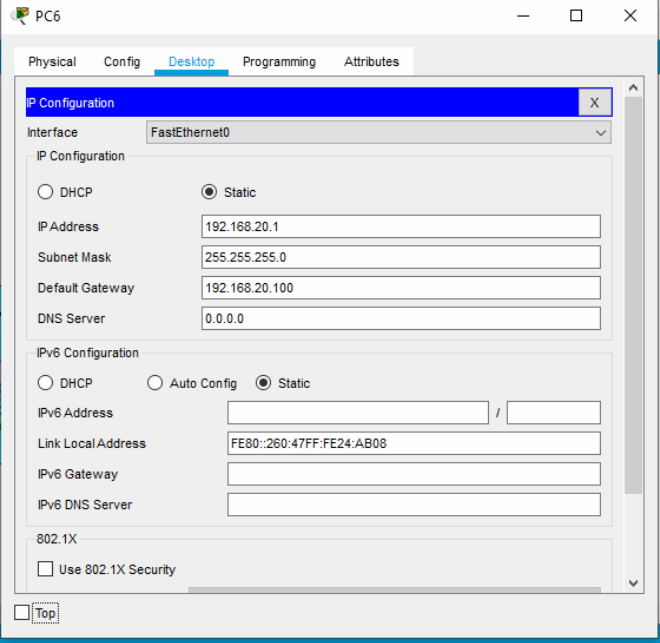 PC6
Physical Config Desktop Programming Attributes
IP Configuration X
Interface FastEthernet0
IP Configuration
DHCP Static
IP Address 192.168.20.1
Subnet Mask 255.255.255.0
Default Gateway 192.168.20.100
DNS Server 0.0.0.0
IPv6 Configuration
DHCP Auto Config Static
IPv6 Address /
Link Local Address FE80::260:47FF:FE24:AB08
IPv6 Gateway
IPv6 DNS Server
802.1X
Use 802.1X Security
Top